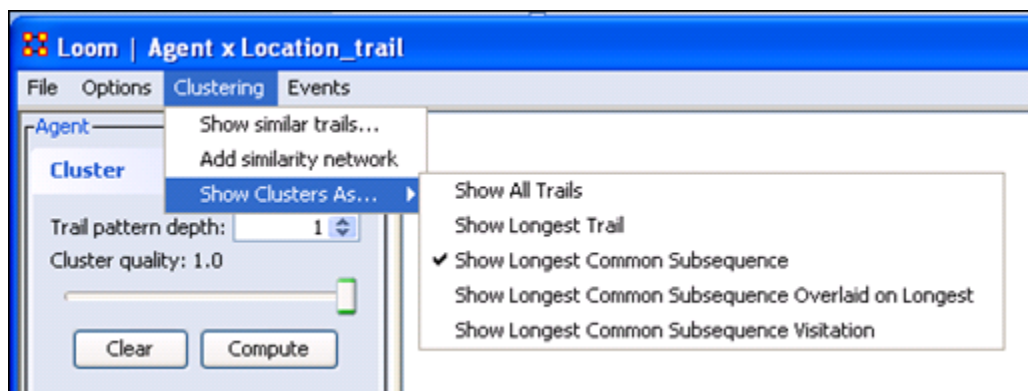 Loom | Agent x Location_trail
File Options Clustering Events
Agent
Show similar trails...
Cluster
Add similarity network
Show Clusters As...
Show All Trails
Trail pattern depth: 1
Show Longest Trail
Cluster quality: 1.0
Show Longest Common Subsequence
Show Longest Common Subsequence Overlaid on Longest
Show Longest Common Subsequence Visitation
Clear Compute